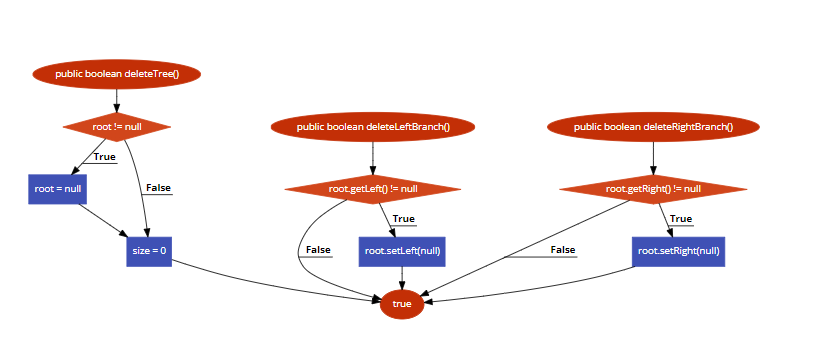 public boolean deleteTree()
root != null
True
root = null
False
size = 0
public boolean deleteLeftBranch()
root.getLeft() != null
True
False
root.setLeft(null)
public boolean deleteRightBranch()
root.getRight() != null
True
False
root.setRight(null)
true